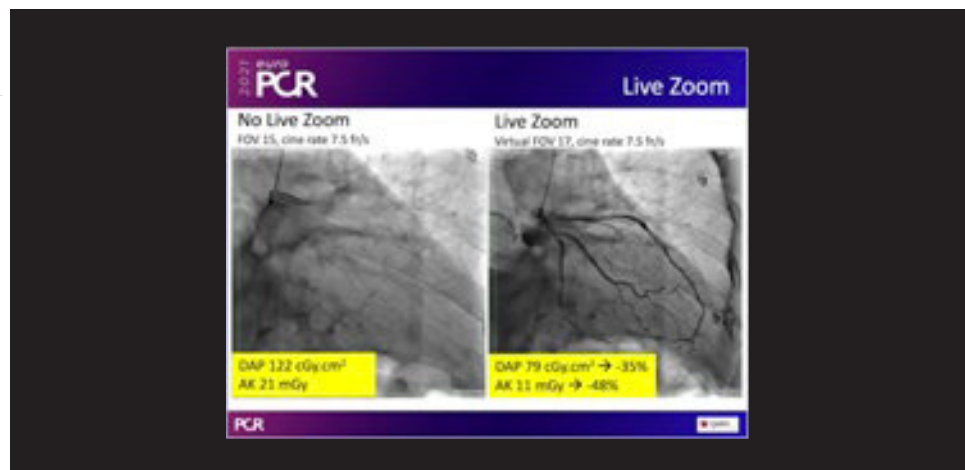 2021 euro
PCR
Live Zoom
No Live Zoom
FOV 15, cine rate 7.5 fr/s
Live Zoom
Virtual FOV 17, cine rate 7.5 fr/s
DAP 122 cGy.cm²
AK 21 mGy
DAP 79 cGy.cm² → -35%
AK 11 mGy → -48%
PCR